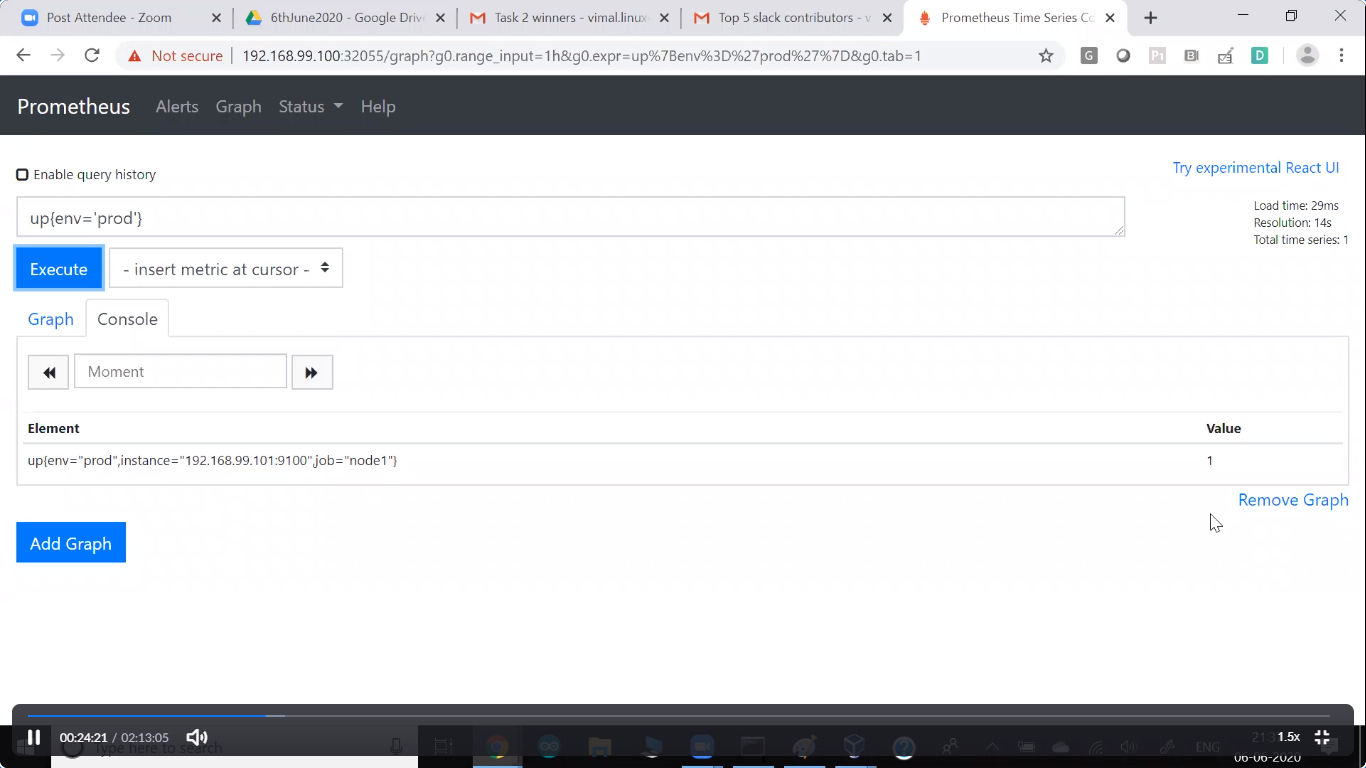 Post Attendee - Zoom
6thJune2020 - Google Driv
Task 2 winners - vimal.linux
Top 5 slack contributors - v
Prometheus Time Series Co
Not secure
192.168.99.100:32055/graph?g0.range_input=1h&g0.expr=up%7Benv%3D%27prod%27%7D&g0.tab=1
Prometheus Alerts Graph Status Help
Enable query history
Try experimental React UI
up{env='prod'}
Load time: 29ms
Resolution: 14s
Total time series: 1
Execute
- insert metric at cursor -
Graph Console
Moment
Element Value
up{env="prod",instance="192.168.99.101:9100",job="node1"} 1
Remove Graph
Add Graph
00:24:21 / 02:13:05
Type here to search
ENG
1.5x
06-06-2020